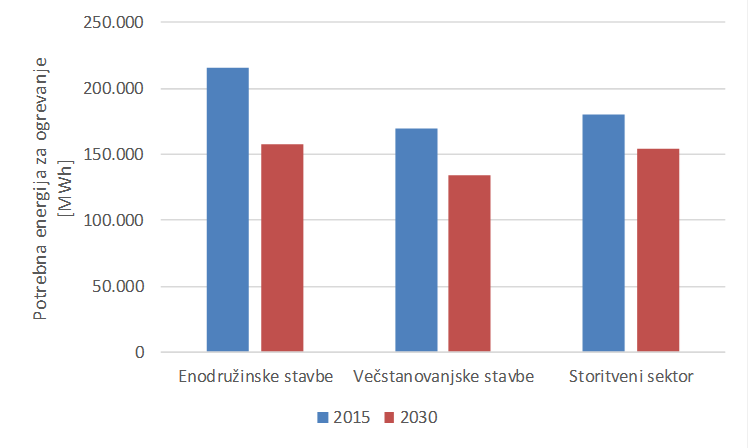 Potrebna energija za ogrevanje
[MWh]
250.000
200.000
150.000
100.000
50.000
0
Enodružinske stavbe
Večstanovanjske stavbe
Storitveni sektor
2015
2030